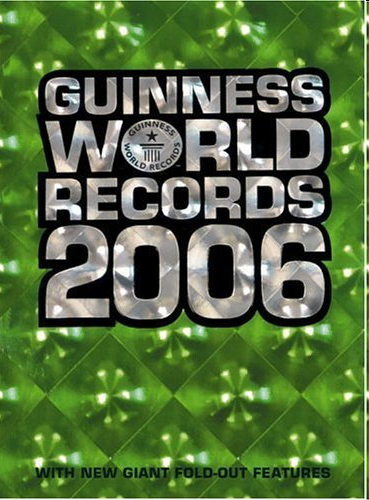 GUINNESS
WORLD
GUINNESS
WORLD RECORDS
RECORDS
2006
WITH NEW GIANT FOLD-OUT FEATURES